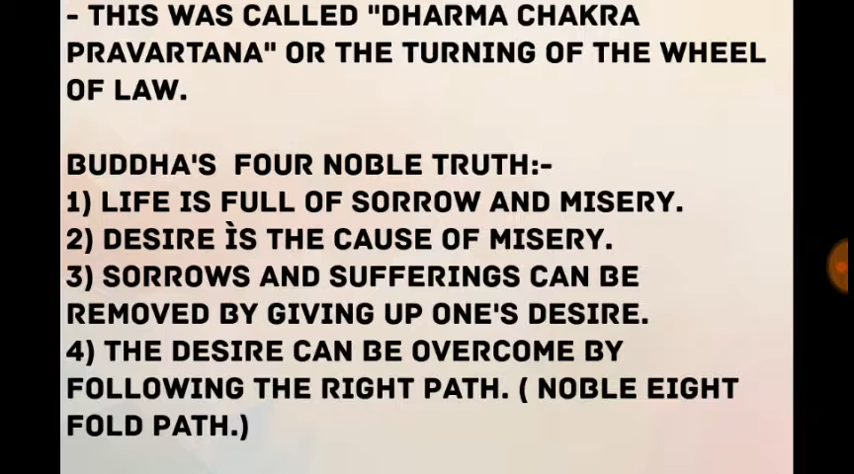 - THIS WAS CALLED "DHARMA CHAKRA
PRAVARTANA" OR THE TURNING OF THE WHEEL
OF LAW.
BUDDHA'S FOUR NOBLE TRUTH:-
1) LIFE IS FULL OF SORROW AND MISERY.
2) DESIRE ÌS THE CAUSE OF MISERY.
3) SORROWS AND SUFFERINGS CAN BE
REMOVED BY GIVING UP ONE'S DESIRE.
4) THE DESIRE CAN BE OVERCOME BY
FOLLOWING THE RIGHT PATH. ( NOBLE EIGHT
FOLD PATH.)